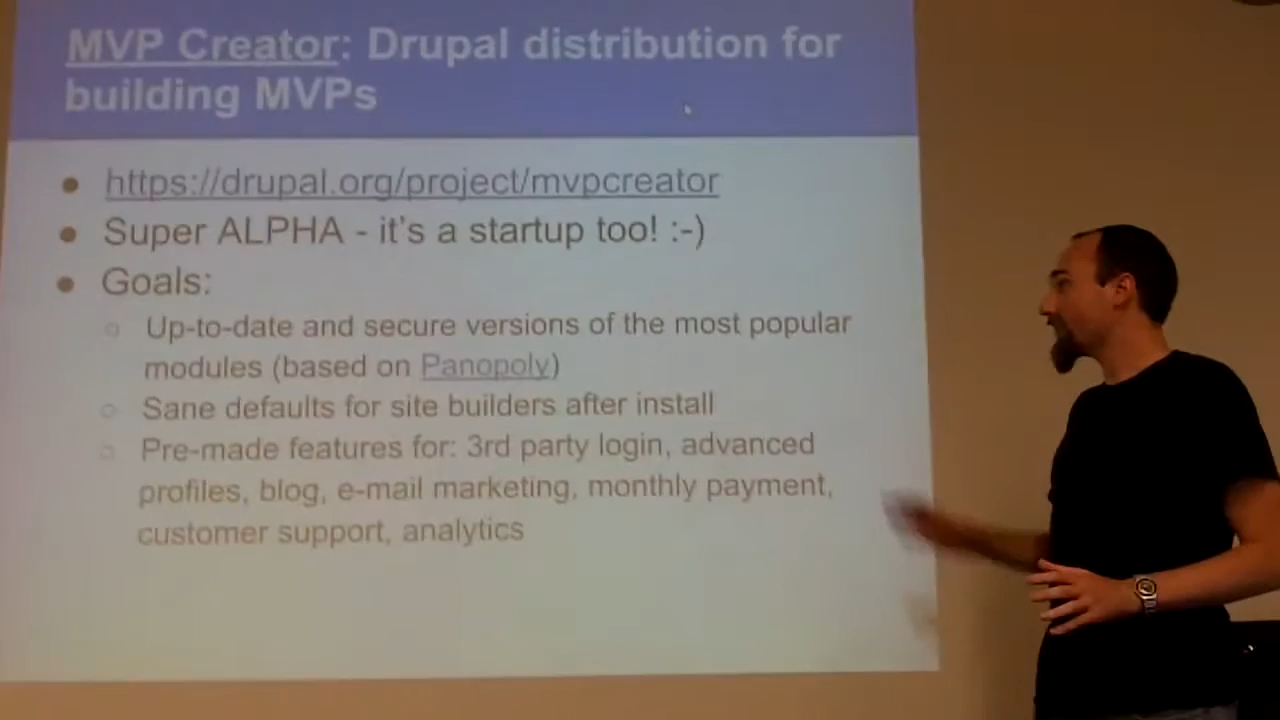 MVP Creator: Drupal distribution for
building MVPs
https://drupal.org/project/mvpcreator
Super ALPHA - it's a startup too! :-)
Goals:
Up-to-date and secure versions of the most popular
modules (based on Panopoly)
Sane defaults for site builders after install
Pre-made features for: 3rd party login, advanced
profiles, blog, e-mail marketing, monthly payment,
customer support, analytics